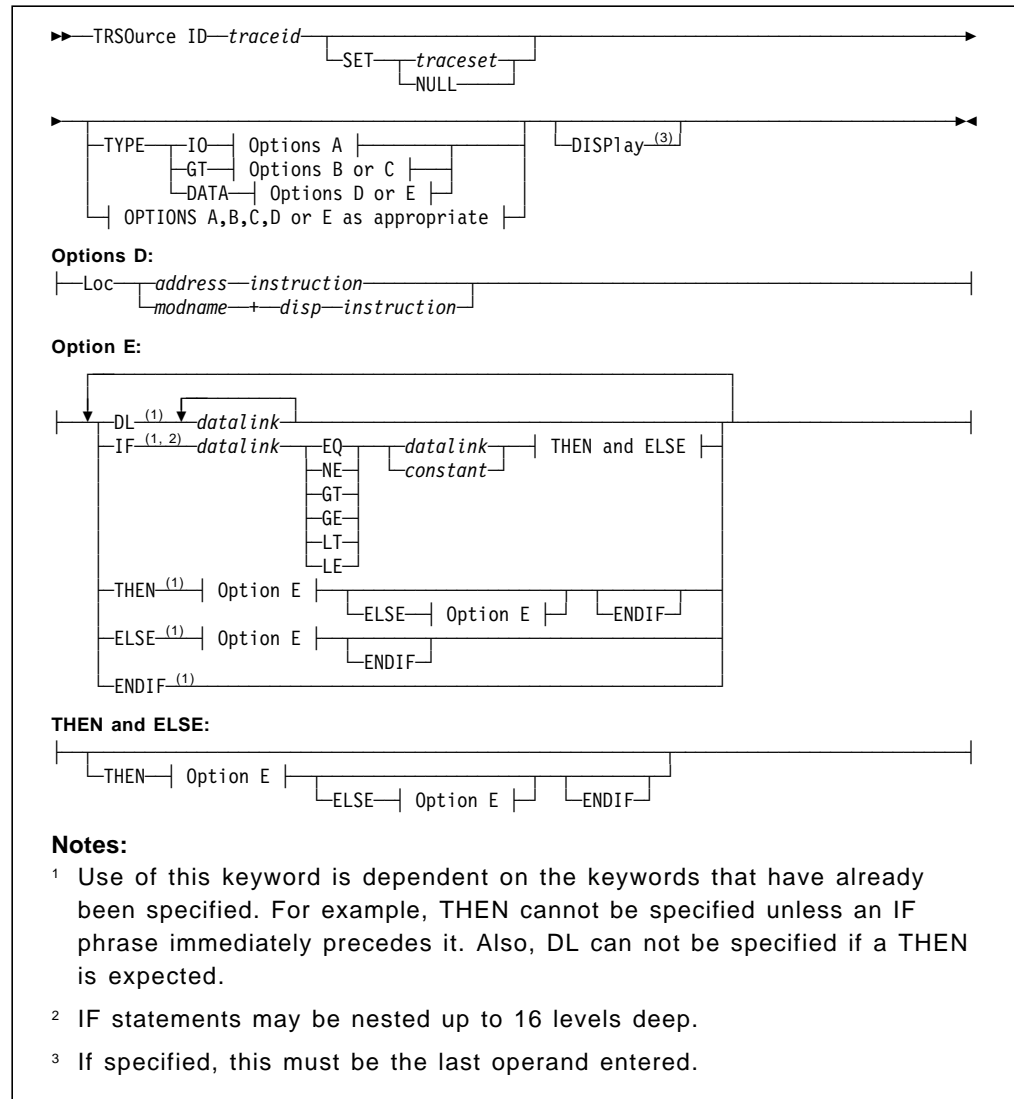 TRSOurce ID traceid
SET traceset
NULL
TYPE IO Options A DISPlay (3)
GT Options B or C
DATA Options D or E
OPTIONS A,B,C,D or E as appropriate
Options D:
Loc address instruction
modname + disp instruction
Option E:
DL (1) datalink
IF (1, 2) datalink EQ datalink THEN and ELSE
NE constant
GT
GE
LT
LE
THEN (1) Option E
ELSE Option E ENDIF
ELSE (1) Option E
ENDIF
ENDIF (1)
THEN and ELSE:
THEN Option E
ELSE Option E ENDIF
Notes:
1 Use of this keyword is dependent on the keywords that have already
been specified. For example, THEN cannot be specified unless an IF
phrase immediately precedes it. Also, DL can not be specified if a THEN
is expected.
2 IF statements may be nested up to 16 levels deep.
3 If specified, this must be the last operand entered.